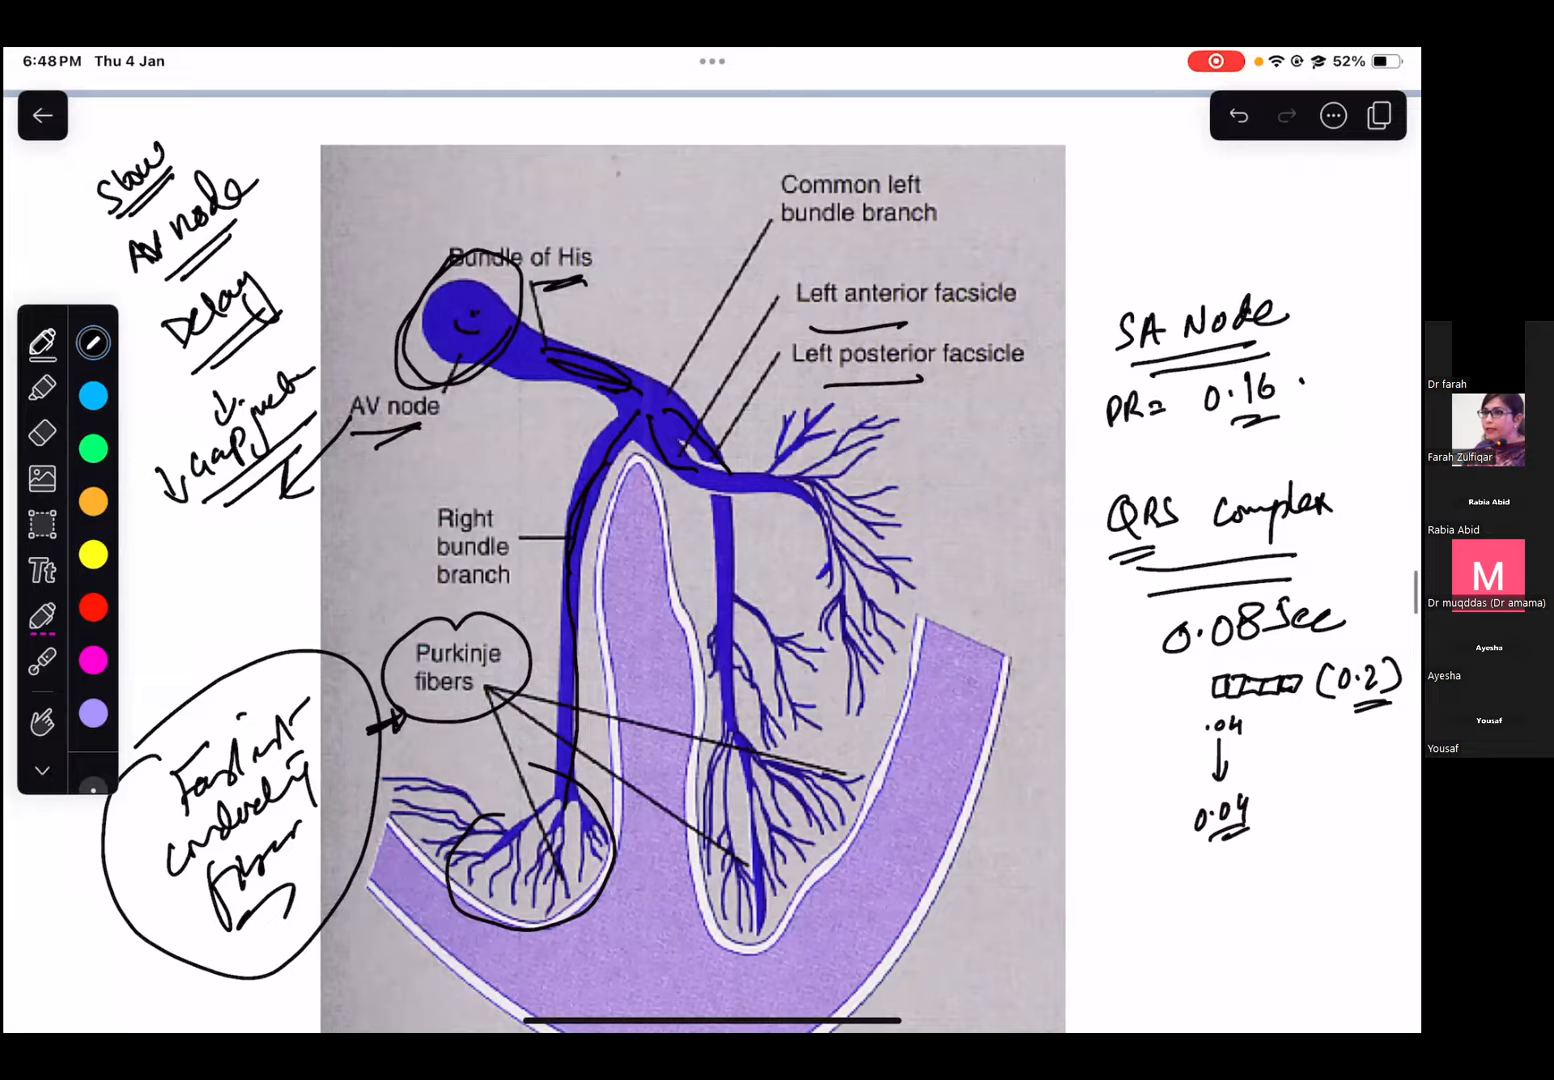 6:48 PM Thu 4 Jan
52%
Slow
AV Node
Delay
Bundle of His
Common left
bundle branch
Left anterior facsicle
Left posterior facsicle
AV node
Right
bundle
branch
Purkinje
fibers
Fastest
conducting
fiber
SA Node
PR = 0.16
QRS Complex
0.08 Sec
(0.2)
.04
0.04
Tt
Dr farah
Farah Zulfiqar
Rabia Abid
Rabia Abid
M
Dr muqddas (Dr amama)
Ayesha
Ayesha
Yousaf
Yousaf